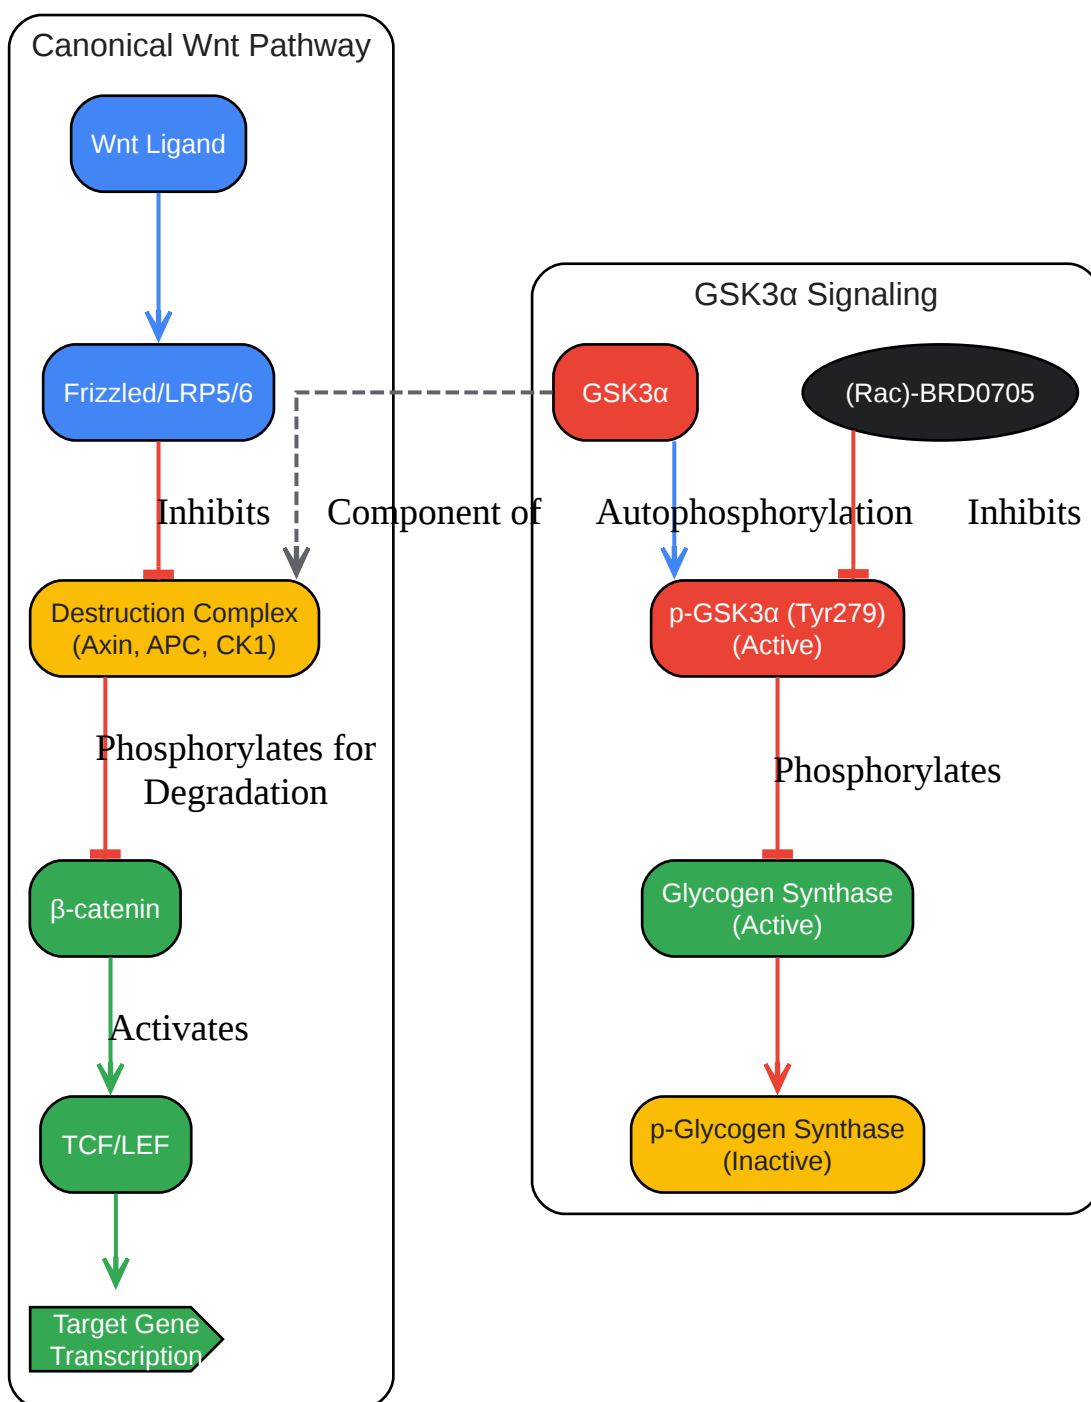 Canonical Wnt Pathway
Wnt Ligand
Frizzled/LRP5/6
Inhibits
Component of
Destruction Complex
(Axin, APC, CK1)
Phosphorylates for
Degradation
β-catenin
Activates
TCF/LEF
Target Gene
Transcription
GSK3α Signaling
GSK3α
(Rac)-BRD0705
Autophosphorylation
Inhibits
p-GSK3α (Tyr279)
(Active)
Phosphorylates
Glycogen Synthase
(Active)
p-Glycogen Synthase
(Inactive)